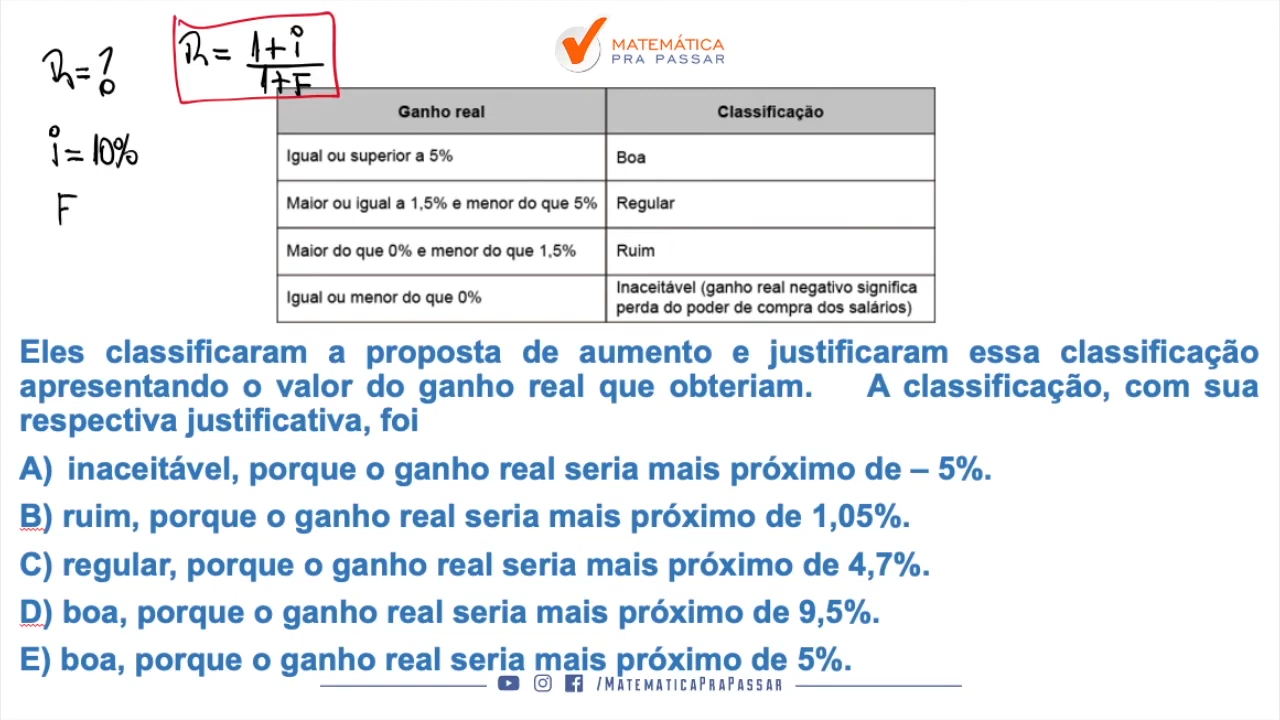 R = ?
R = 1+i
1+F
MATEMÁTICA
PRA PASSAR
i = 10%
F
Ganho real Classificação
Igual ou superior a 5% Boa
Maior ou igual a 1,5% e menor do que 5% Regular
Maior do que 0% e menor do que 1,5% Ruim
Igual ou menor do que 0% Inaceitável (ganho real negativo significa
perda do poder de compra dos salários)
Eles classificaram a proposta de aumento e justificaram essa classificação
apresentando o valor do ganho real que obteriam. A classificação, com sua
respectiva justificativa, foi
A) inaceitável, porque o ganho real seria mais próximo de – 5%.
B) ruim, porque o ganho real seria mais próximo de 1,05%.
C) regular, porque o ganho real seria mais próximo de 4,7%.
D) boa, porque o ganho real seria mais próximo de 9,5%.
E) boa, porque o ganho real seria mais próximo de 5%.
/MATEMATICAPRAPASSAR